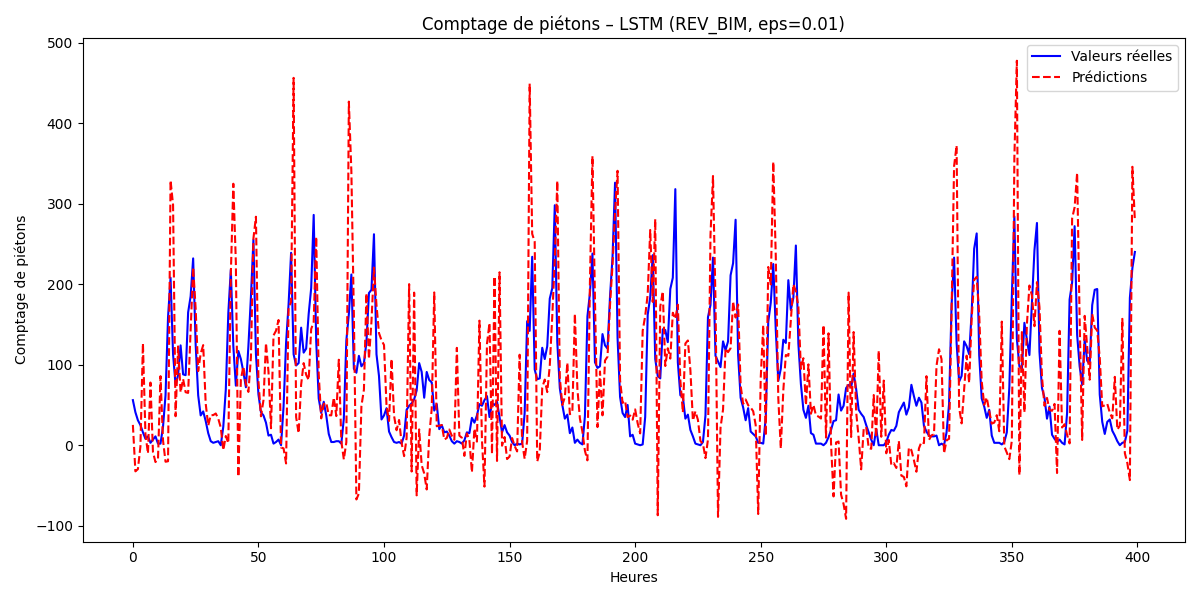 Comptage de piétons – LSTM (REV_BIM, eps=0.01)
Valeurs réelles
Prédictions
Comptage de piétons
500
400
300
200
100
0
−100
0 50 100 150 200 250 300 350 400
Heures